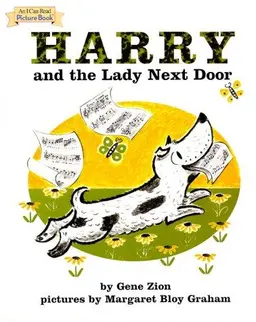 An I Can Read
Picture Book
HARRY
and the Lady Next Door
by Gene Zion
pictures by Margaret Bloy Graham